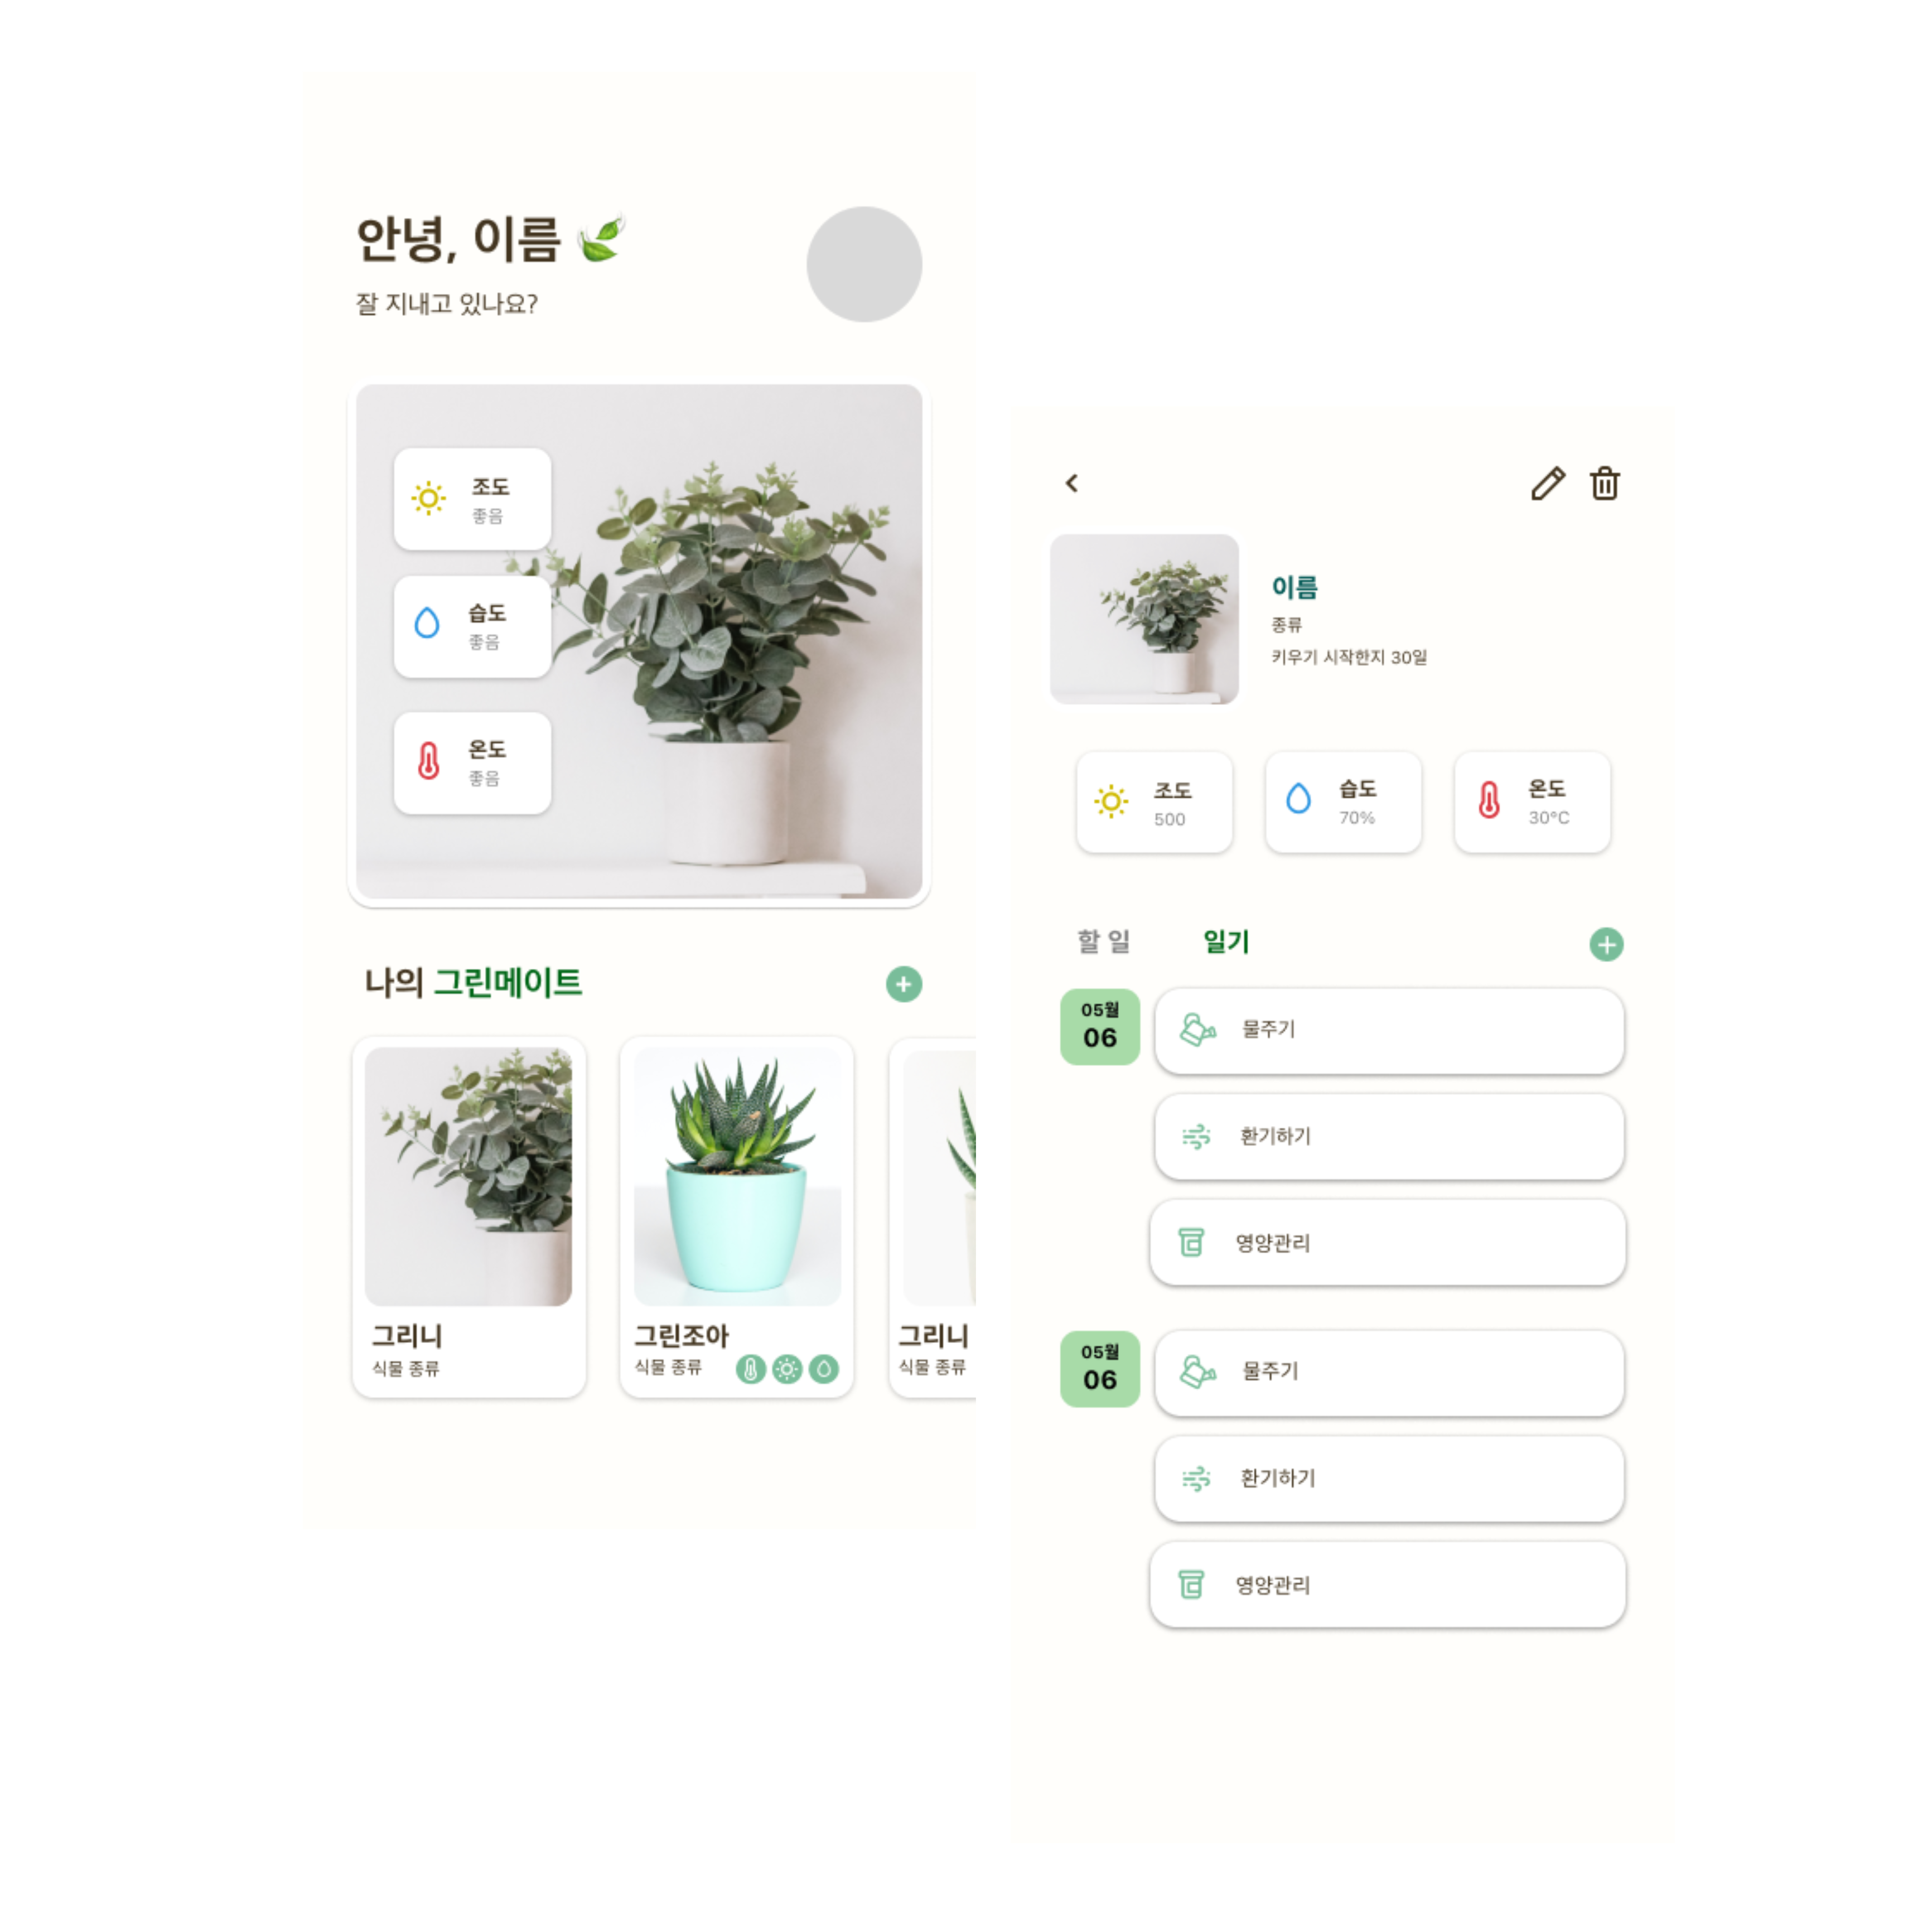 안녕, 이름
잘 지내고 있나요?
조도
좋음
습도
좋음
온도
좋음
나의 그린메이트
그리니
식물 종류
그린조아
식물 종류
그리니
식물 종류
이름
종류
키우기 시작한지 30일
조도
500
습도
70%
온도
30°C
할 일
일기
05월
06
물주기
환기하기
영양관리
05월
06
물주기
환기하기
영양관리